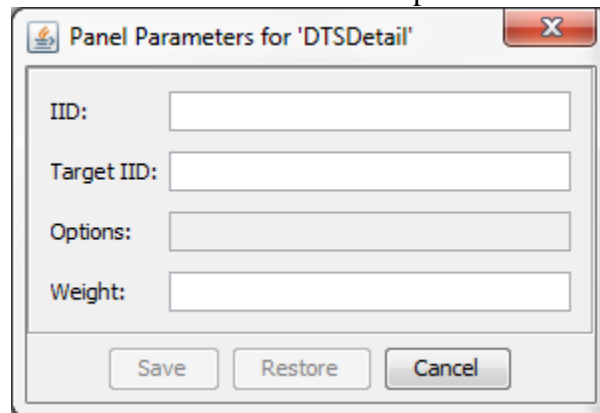 Panel Parameters for 'DTSDetail'
IID:
Target IID:
Options:
Weight:
Save Restore Cancel